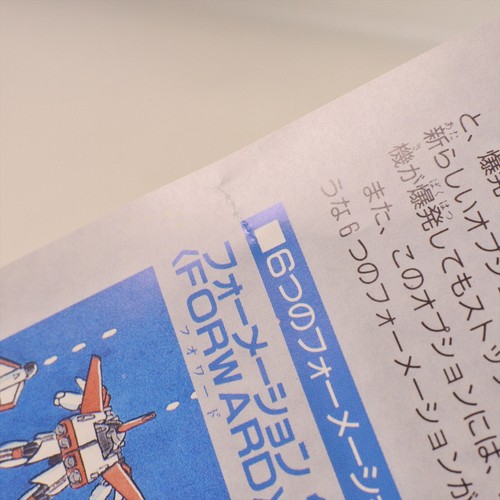 と、爆発
新らしいオプシ
機が爆発してもストッ
また、このオプションには、
うな6つのフォーメーションが
6つのフォーメーショ
フォーメーション
〈FORWARD〉
フォワード